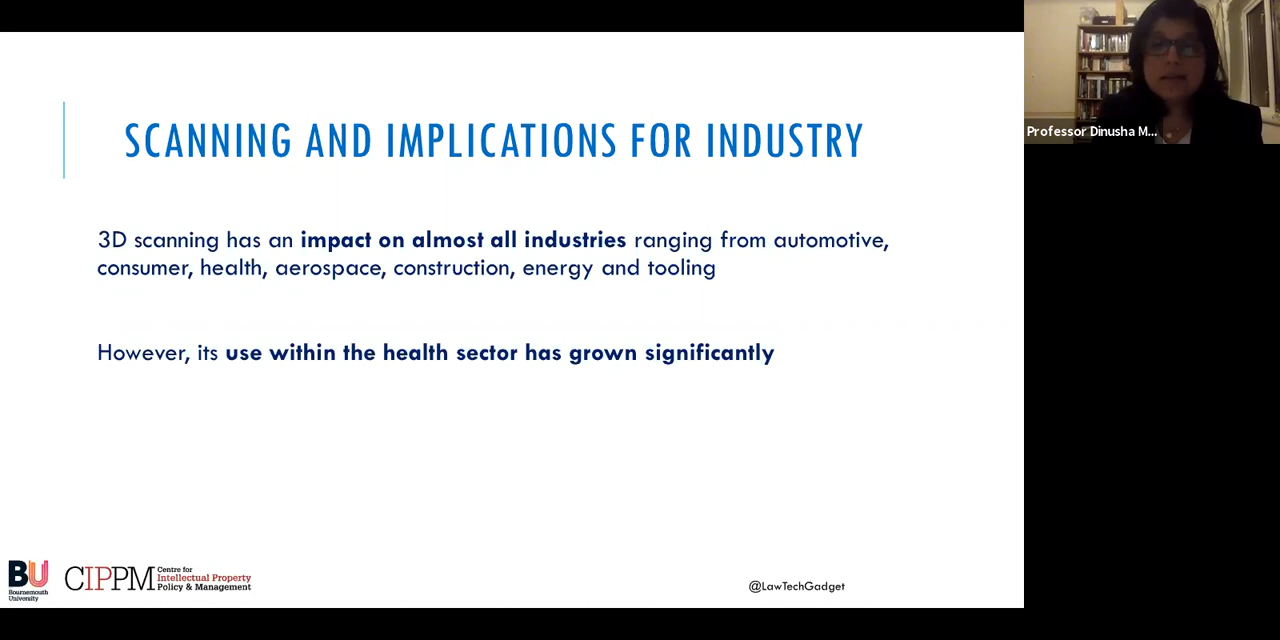 SCANNING AND IMPLICATIONS FOR INDUSTRY
3D scanning has an impact on almost all industries ranging from automotive,
consumer, health, aerospace, construction, energy and tooling
However, its use within the health sector has grown significantly
BU
Bournemouth
University
CIPPM
Centre for
Intellectual Property
Policy & Management
@LawTechGadget
Professor Dinusha M...